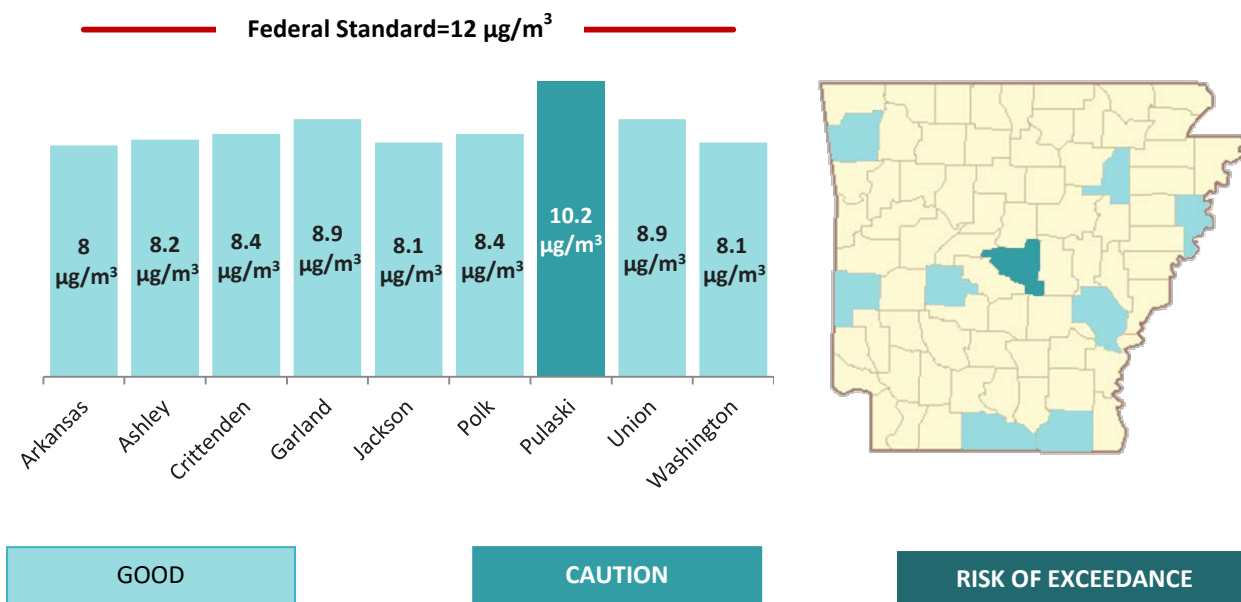 Federal Standard=12 µg/m³
8
µg/m³
8.2
µg/m³
8.4
µg/m³
8.9
µg/m³
8.1
µg/m³
8.4
µg/m³
10.2
µg/m³
8.9
µg/m³
8.1
µg/m³
Arkansas
Ashley
Crittenden
Garland
Jackson
Polk
Pulaski
Union
Washington
GOOD
CAUTION
RISK OF EXCEEDANCE